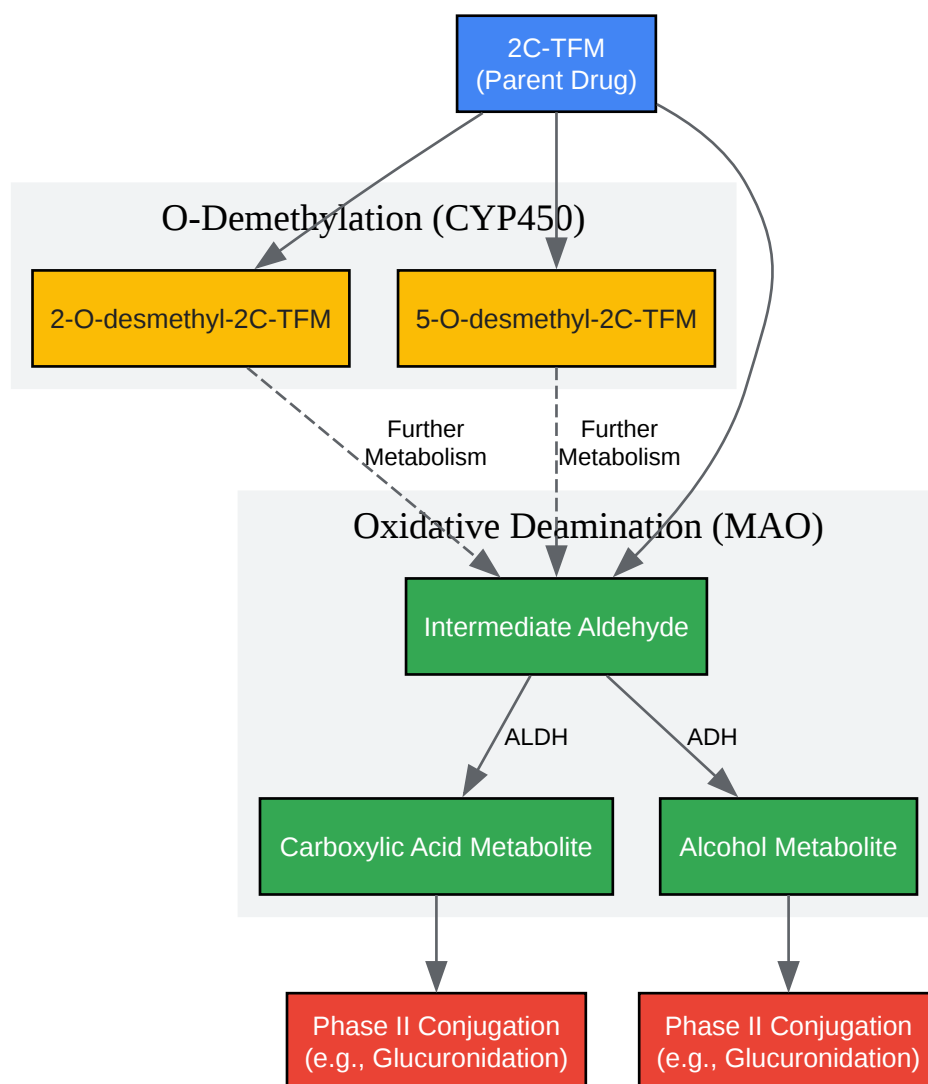 2C-TFM
(Parent Drug)
O-Demethylation (CYP450)
2-O-desmethyl-2C-TFM
5-O-desmethyl-2C-TFM
Further
Metabolism
Further
Metabolism
Oxidative Deamination (MAO)
Intermediate Aldehyde
ALDH
ADH
Carboxylic Acid Metabolite
Alcohol Metabolite
Phase II Conjugation
(e.g., Glucuronidation)
Phase II Conjugation
(e.g., Glucuronidation)